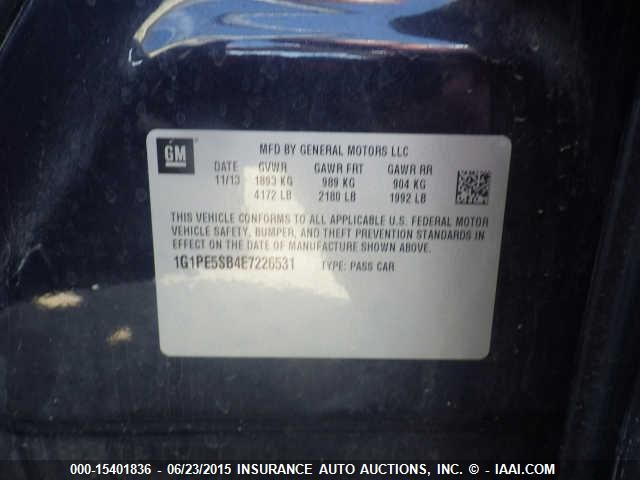 GM
MFD BY GENERAL MOTORS LLC
DATE GVWR GAWR FRT GAWR RR
11/13 1893 KG 989 KG 904 KG
4172 LB 2180 LB 1992 LB
THIS VEHICLE CONFORMS TO ALL APPLICABLE U.S. FEDERAL MOTOR
VEHICLE SAFETY, BUMPER, AND THEFT PREVENTION STANDARDS IN
EFFECT ON THE DATE OF MANUFACTURE SHOWN ABOVE.
1G1PE5SB4E7226531 TYPE: PASS CAR
000-15401836 - 06/23/2015 INSURANCE AUTO AUCTIONS, INC. (C) - IAAI.COM